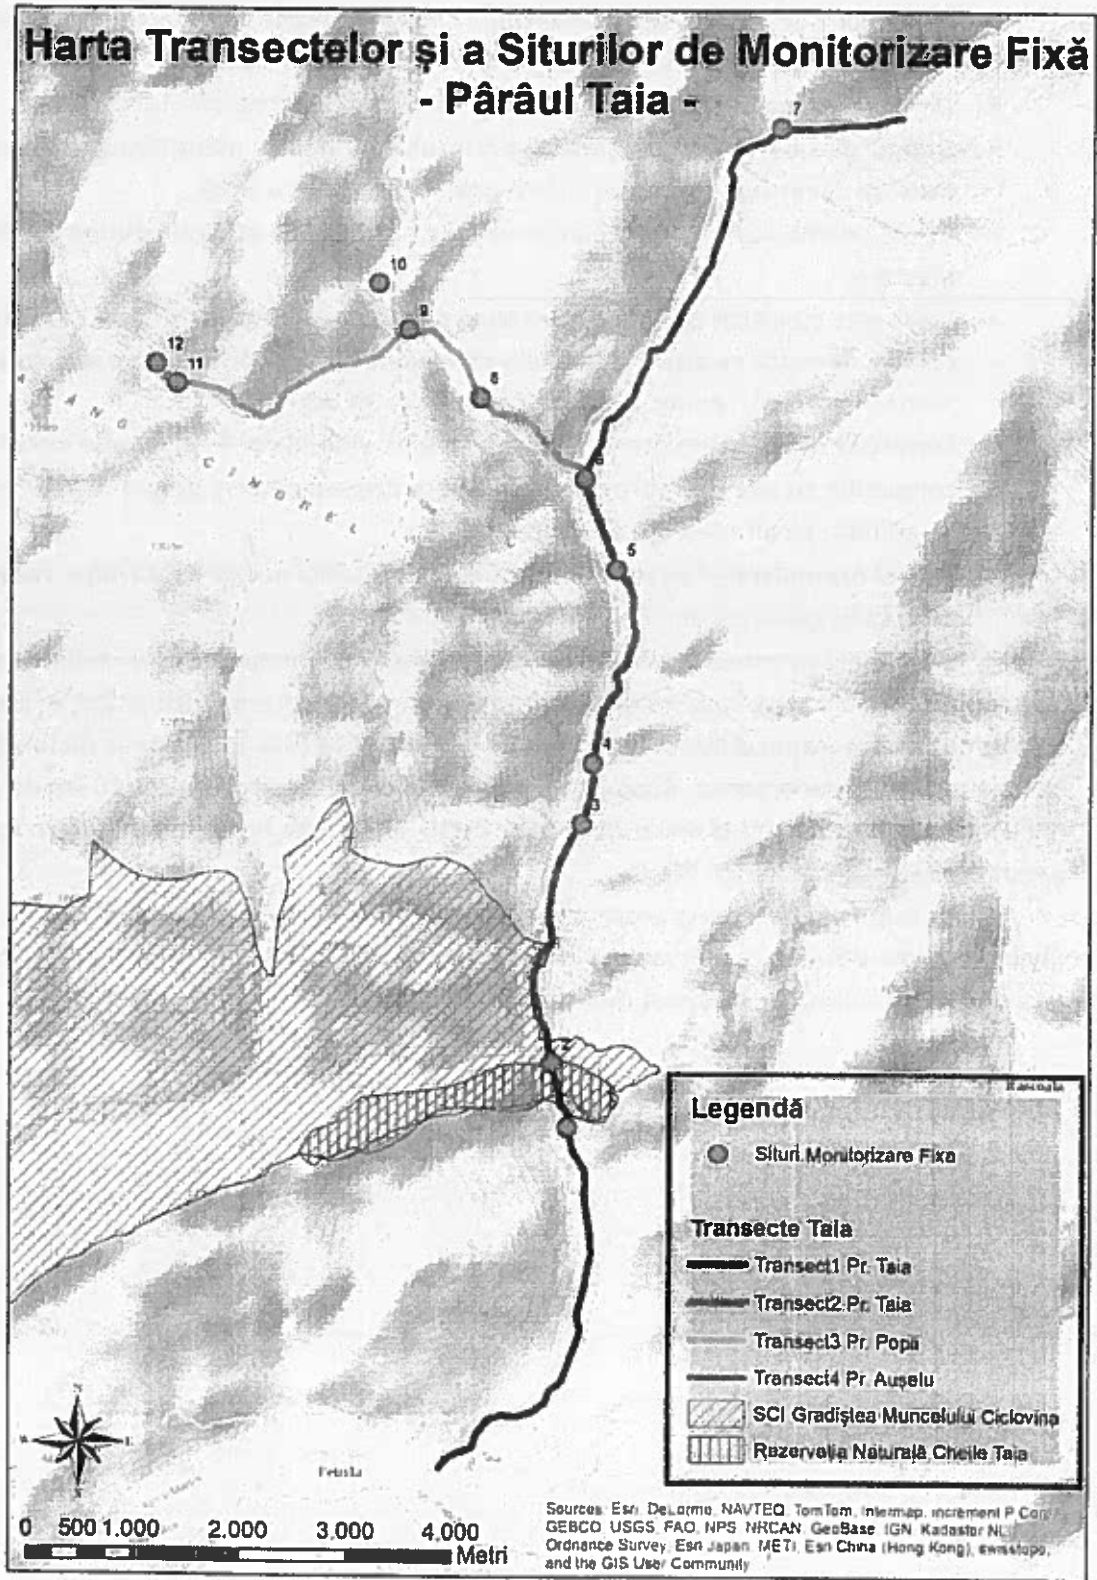 Harta Transectelor și a Siturilor de Monitorizare Fixă
- Pârâul Taia -
7
10
9
12
11
8
6
5
4
3
2
Legendă
Situri Monitorizare Fixa
Transecte Taia
Transect1 Pr. Taia
Transect2 Pr. Taia
Transect3 Pr. Popii
Transect4 Pr. Aușelu
SCI Gradiștea Muncelului Ciclovina
Rezervația Naturală Cheile Taia
N
W
E
Petrila
0 500 1.000 2.000 3.000 4.000
Metri
Sources: Esri, DeLorme, NAVTEQ, TomTom, Intermap, increment P Corp.,
GEBCO, USGS, FAO, NPS, NRCAN, GeoBase, IGN, Kadaster NL,
Ordnance Survey, Esri Japan, METI, Esri China (Hong Kong), swisstopo,
and the GIS User Community